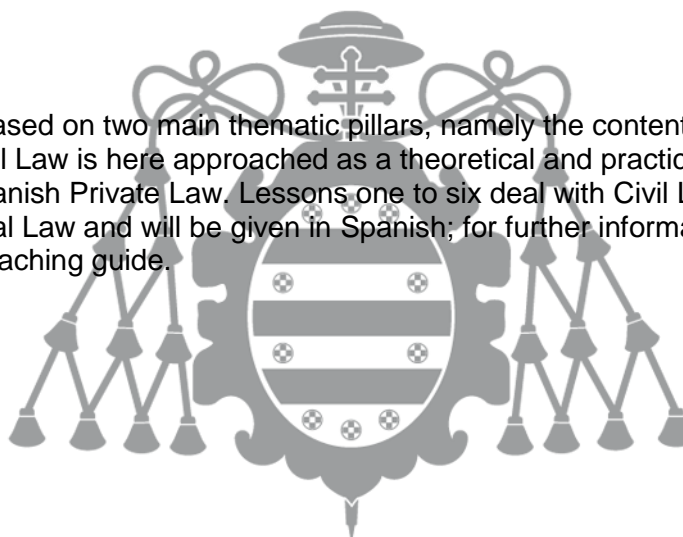 ased on two main thematic pillars, namely the content
l Law is here approached as a theoretical and practic
anish Private Law. Lessons one to six deal with Civil L
al Law and will be given in Spanish; for further informa
aching guide.